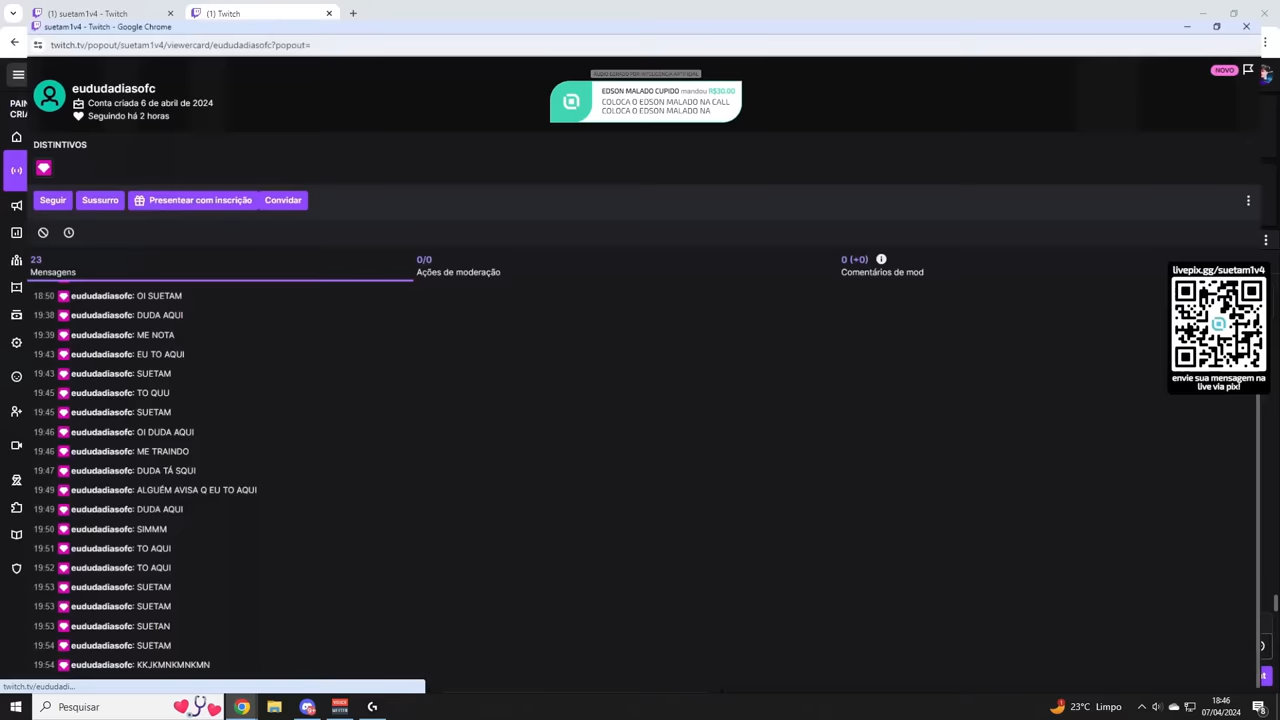 (1) suetam1v4 - Twitch
(1) Twitch
suetam1v4 - Twitch - Google Chrome
twitch.tv/popout/suetam1v4/viewercard/eududadiasofc?popout=
eududadiasofc
Conta criada 6 de abril de 2024
Seguindo há 2 horas
NOVO
ÁUDIO GERADO POR INTELIGÊNCIA ARTIFICIAL
EDSON MALADO CUPIDO mandou R$30.00
COLOCA O EDSON MALADO NA CALL
COLOCA O EDSON MALADO NA
PAIN
CRIA
DISTINTIVOS
Seguir
Sussurro
Presentear com inscrição
Convidar
23
Mensagens
0/0
Ações de moderação
0 (+0)
Comentários de mod
18:50 eududadiasofc: OI SUETAM
19:38 eududadiasofc: DUDA AQUI
19:39 eududadiasofc: ME NOTA
19:43 eududadiasofc: EU TO AQUI
19:43 eududadiasofc: SUETAM
19:45 eududadiasofc: TO QUU
19:45 eududadiasofc: SUETAM
19:46 eududadiasofc: OI DUDA AQUI
19:46 eududadiasofc: ME TRAINDO
19:47 eududadiasofc: DUDA TÁ SQUI
19:49 eududadiasofc: ALGUÉM AVISA Q EU TO AQUI
19:49 eududadiasofc: DUDA AQUI
19:50 eududadiasofc: SIMMM
19:51 eududadiasofc: TO AQUI
19:52 eududadiasofc: TO AQUI
19:53 eududadiasofc: SUETAM
19:53 eududadiasofc: SUETAM
19:53 eududadiasofc: SUETAN
19:54 eududadiasofc: SUETAM
19:54 eududadiasofc: KKJKMNKMNKMN
livepix.gg/suetam1v4
envie sua mensagem na
live via pix!
twitch.tv/eududadi...
Pesquisar
23°C Limpo
18:46
07/04/2024